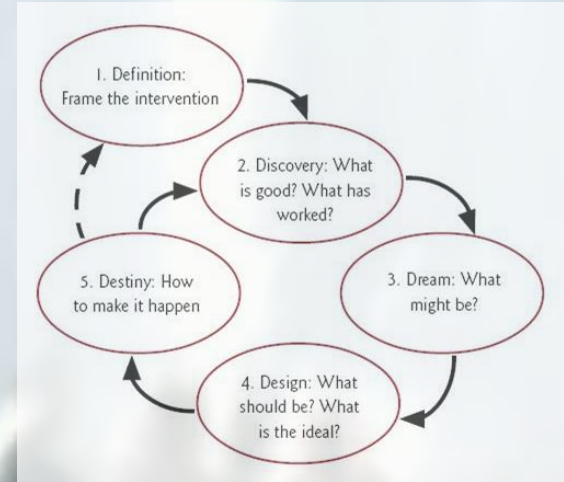 1. Definition:
Frame the intervention
2. Discovery: What
is good? What has
worked?
3. Dream: What
might be?
4. Design: What
should be? What
is the ideal?
5. Destiny: How
to make it happen